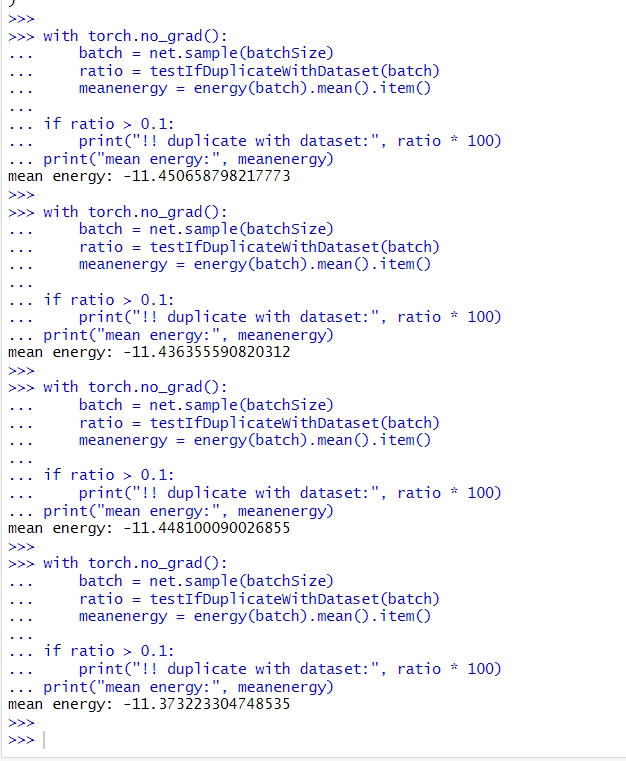 >>>
>>> with torch.no_grad():
...     batch = net.sample(batchSize)
...     ratio = testIfDuplicateWithDataset(batch)
...     meanenergy = energy(batch).mean().item()
...
... if ratio > 0.1:
...     print("!! duplicate with dataset:", ratio * 100)
... print("mean energy:", meanenergy)
mean energy: -11.450658798217773
>>>
>>> with torch.no_grad():
...     batch = net.sample(batchSize)
...     ratio = testIfDuplicateWithDataset(batch)
...     meanenergy = energy(batch).mean().item()
...
... if ratio > 0.1:
...     print("!! duplicate with dataset:", ratio * 100)
... print("mean energy:", meanenergy)
mean energy: -11.436355590820312
>>>
>>> with torch.no_grad():
...     batch = net.sample(batchSize)
...     ratio = testIfDuplicateWithDataset(batch)
...     meanenergy = energy(batch).mean().item()
...
... if ratio > 0.1:
...     print("!! duplicate with dataset:", ratio * 100)
... print("mean energy:", meanenergy)
mean energy: -11.448100090026855
>>>
>>> with torch.no_grad():
...     batch = net.sample(batchSize)
...     ratio = testIfDuplicateWithDataset(batch)
...     meanenergy = energy(batch).mean().item()
...
... if ratio > 0.1:
...     print("!! duplicate with dataset:", ratio * 100)
... print("mean energy:", meanenergy)
mean energy: -11.373223304748535
>>>
>>>